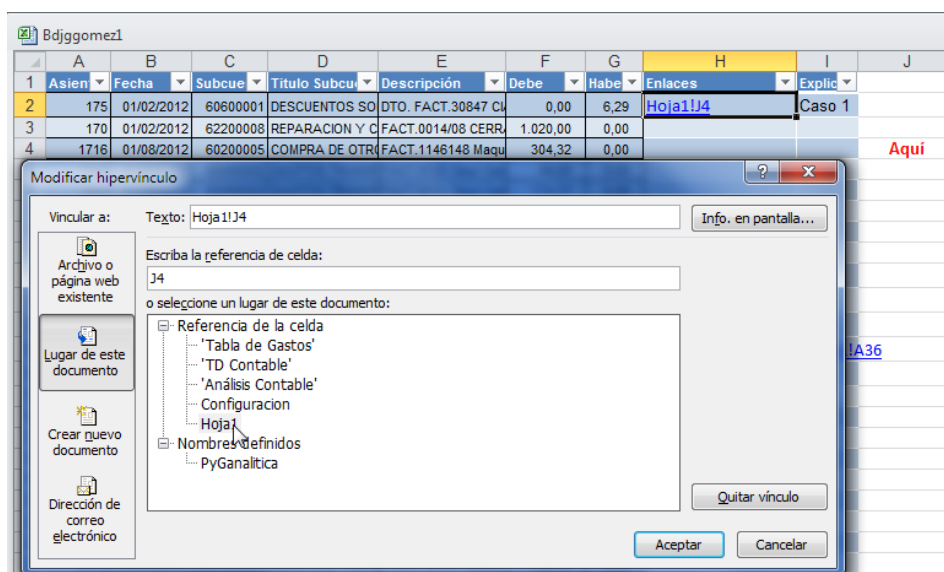 Bdjggomez1
A B C D E F G H I J
1 Asien Fecha Subcue Titulo Subcu Descripción Debe Habe Enlaces Explic
2 175 01/02/2012 60600001 DESCUENTOS SO DTO. FACT.30847 Cl 0,00 6,29 Hoja1!J4 Caso 1
3 170 01/02/2012 62200008 REPARACION Y C FACT.0014/08 CERR 1.020,00 0,00
4 1716 01/08/2012 60200005 COMPRA DE OTR FACT.1146148 Maqu 304,32 0,00 Aquí
Modificar hipervínculo
Vincular a:
Texto: Hoja1!J4
Info. en pantalla...
Archivo o
página web
existente
Lugar de este
documento
Crear nuevo
documento
Dirección de
correo
electrónico
Escriba la referencia de celda:
J4
o seleccione un lugar de este documento:
Referencia de la celda
'Tabla de Gastos'
'TD Contable'
'Análisis Contable'
Configuracion
Hoja1
Nombres definidos
PyGanalitica
!A36
Quitar vínculo
Aceptar
Cancelar